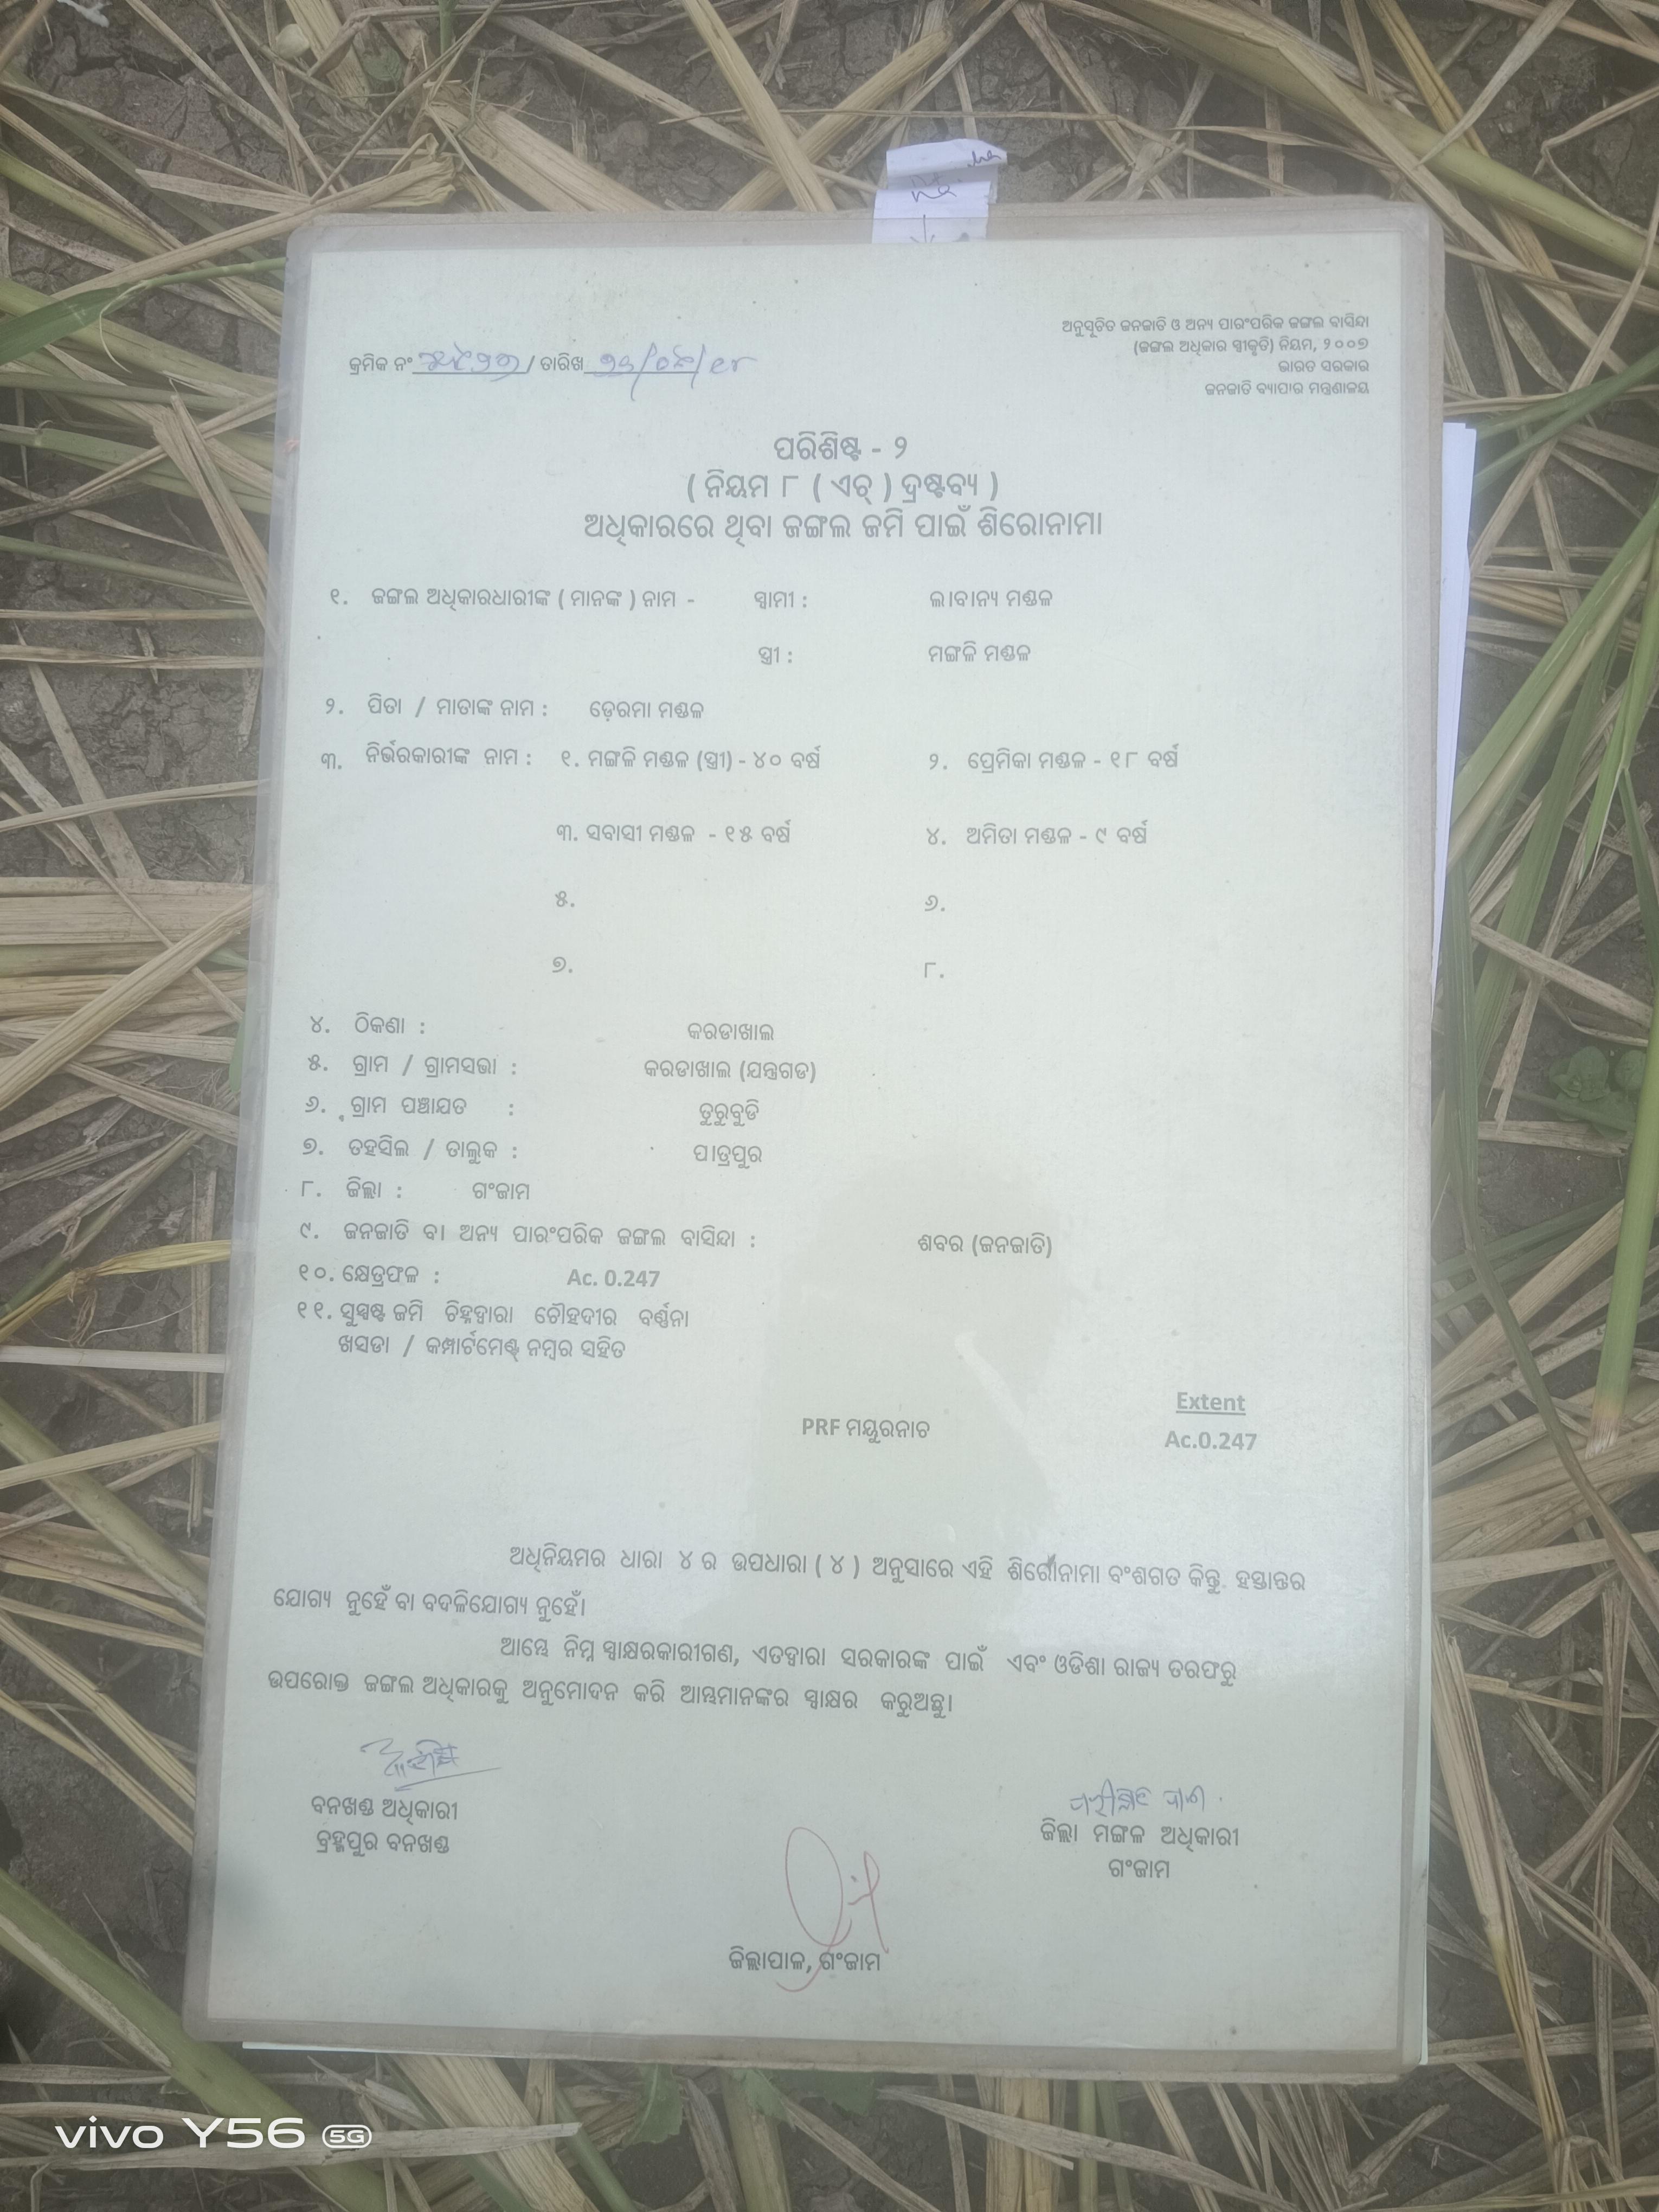 ଅନୁସୂଚିତ ଜନଜାତି ଓ ଅନ୍ୟ ପାରଂପରିକ ଜଙ୍ଗଲ ବାସିନ୍ଦା
(ଜଙ୍ଗଲ ଅଧିକାର ସ୍ୱୀକୃତି) ନିୟମ, ୨୦୦୭
ଭାରତ ସରକାର
ଜନଜାତି ବ୍ୟାପାର ମନ୍ତ୍ରଣାଳୟ
କ୍ରମିକ ନଂ / ତାରିଖ
ପରିଶିଷ୍ଟ - ୨
( ନିୟମ ୮ ( ଏଚ୍ ) ଦ୍ରଷ୍ଟବ୍ୟ )
ଅଧିକାରରେ ଥିବା ଜଙ୍ଗଲ ଜମି ପାଇଁ ଶିରୋନାମା
୧. ଜଙ୍ଗଲ ଅଧିକାରଧାରୀଙ୍କ ( ମାନଙ୍କ ) ନାମ - ସ୍ୱାମୀ : ଲାବାନ୍ୟ ମଣ୍ଡଳ
ସ୍ତ୍ରୀ : ମଙ୍ଗଳି ମଣ୍ଡଳ
୨. ପିତା / ମାତାଙ୍କ ନାମ : ଡ଼େରମା ମଣ୍ଡଳ
୩. ନିର୍ଭରକାରୀଙ୍କ ନାମ : ୧. ମଙ୍ଗଳି ମଣ୍ଡଳ (ସ୍ତ୍ରୀ) - ୪୦ ବର୍ଷ ୨. ପ୍ରେମିକା ମଣ୍ଡଳ - ୧୮ ବର୍ଷ
୩. ସବାସୀ ମଣ୍ଡଳ - ୧୫ ବର୍ଷ ୪. ଅମିତା ମଣ୍ଡଳ - ୯ ବର୍ଷ
୫. ୬.
୭. ୮.
୪. ଠିକଣା : କରଡାଖାଲ
୫. ଗ୍ରାମ / ଗ୍ରାମସଭା : କରଡାଖାଲ (ଯନ୍ତ୍ରଗଡ)
୬. ଗ୍ରାମ ପଞ୍ଚାଯତ : ତୁରୁବୁଡି
୭. ତହସିଲ / ତାଲୁକ : ପାତ୍ରପୁର
୮. ଜିଲ୍ଲା : ଗଂଜାମ
୯. ଜନଜାତି ବା ଅନ୍ୟ ପାରଂପରିକ ଜଙ୍ଗଲ ବାସିନ୍ଦା : ଶବର (ଜନଜାତି)
୧୦. କ୍ଷେତ୍ରଫଳ : Ac. 0.247
୧୧. ସୁସ୍ପଷ୍ଟ ଜମି ଚିହ୍ନଦ୍ୱାରା ଚୌହଦୀର ବର୍ଣ୍ଣନା
ଖସଡା / କମ୍ପାର୍ଟମେଣ୍ଟ୍ ନମ୍ବର ସହିତ
Extent
PRF ମୟୁରନାଚ Ac.0.247
ଅଧିନିୟମର ଧାରା ୪ ର ଉପଧାରା ( ୪ ) ଅନୁସାରେ ଏହି ଶିରୋନାମା ବଂଶଗତ କିନ୍ତୁ ହସ୍ତାନ୍ତର
ଯୋଗ୍ୟ ନୁହେଁ ବା ବଦଳିଯୋଗ୍ୟ ନୁହେଁ।
ଆମ୍ଭେ ନିମ୍ନ ସ୍ୱାକ୍ଷରକାରୀଗଣ, ଏତଦ୍ୱାରା ସରକାରଙ୍କ ପାଇଁ ଏବଂ ଓଡିଶା ରାଜ୍ୟ ତରଫରୁ
ଉପରୋକ୍ତ ଜଙ୍ଗଲ ଅଧିକାରକୁ ଅନୁମୋଦନ କରି ଆମ୍ଭମାନଙ୍କର ସ୍ୱାକ୍ଷର କରୁଅଛୁ।
ବନଖଣ୍ଡ ଅଧିକାରୀ
ବ୍ରହ୍ମପୁର ବନଖଣ୍ଡ
ଜିଲ୍ଲା ମଙ୍ଗଳ ଅଧିକାରୀ
ଗଂଜାମ
ଜିଲ୍ଲାପାଳ, ଗଂଜାମ
vivo Y56 5G